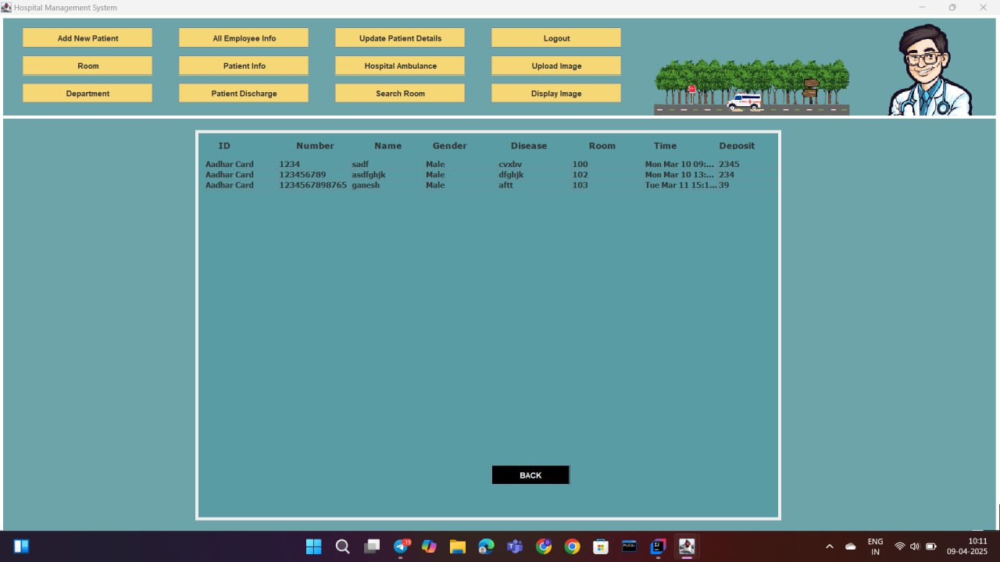 Hospital Management System
Add New Patient All Employee Info Update Patient Details Logout
Room Patient Info Hospital Ambulance Upload Image
Department Patient Discharge Search Room Display Image
ID Number Name Gender Disease Room Time Deposit
Aadhar Card 1234 sadf Male cvxbv 100 Mon Mar 10 09:... 2345
Aadhar Card 123456789 asdfghjk Male dfghjk 102 Mon Mar 10 13:... 234
Aadhar Card 1234567898765 ganesh Male aftt 103 Tue Mar 11 15:1... 39
BACK
ENG 10:11
IN 09-04-2025